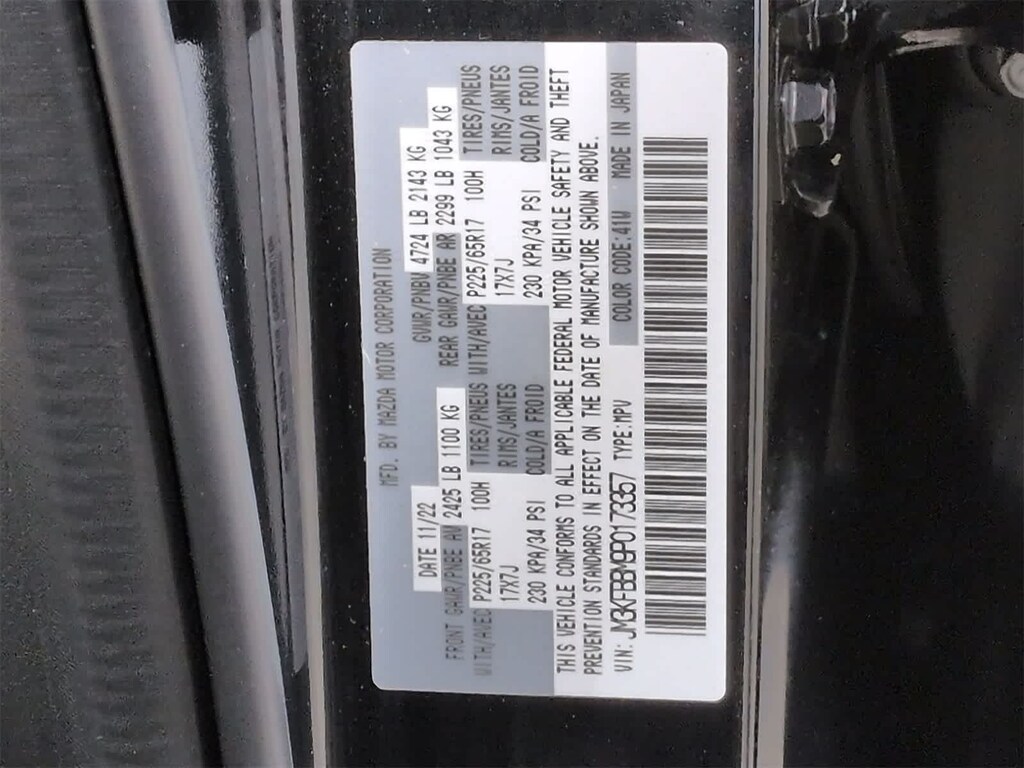 MFD. BY MAZDA MOTOR CORPORATION
DATE 11/22 GVWR/PNBV 4724 LB 2143 KG
FRONT GAWR/PNBE AV 2425 LB 1100 KG REAR GAWR/PNBE AR 2299 LB 1043 KG
WITH/AVEC P225/65R17 100H TIRES/PNEUS WITH/AVEC P225/65R17 100H TIRES/PNEUS
17X7J RIMS/JANTES 17X7J RIMS/JANTES
230 KPA/34 PSI COLD/A FROID 230 KPA/34 PSI COLD/A FROID
THIS VEHICLE CONFORMS TO ALL APPLICABLE FEDERAL MOTOR VEHICLE SAFETY AND THEFT
PREVENTION STANDARDS IN EFFECT ON THE DATE OF MANUFACTURE SHOWN ABOVE.
VIN: JM3KFBBM9P0173357 TYPE:MPV COLOR CODE:41W MADE IN JAPAN